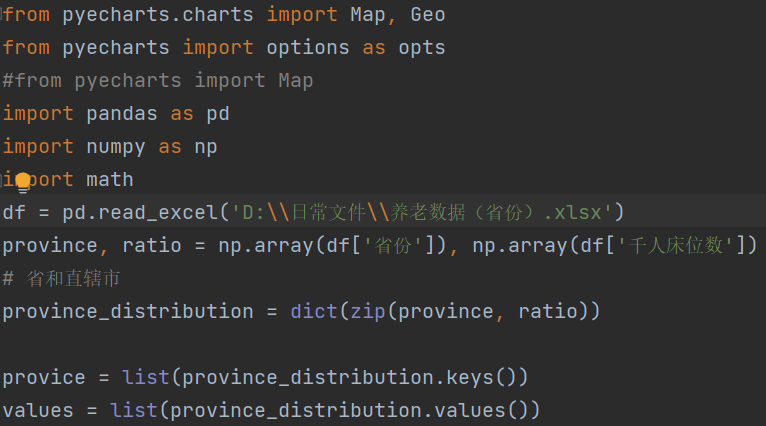 from pyecharts.charts import Map, Geo
from pyecharts import options as opts
#from pyecharts import Map
import pandas as pd
import numpy as np
import math
df = pd.read_excel('D:\\日常文件\\养老数据（省份）.xlsx')
province, ratio = np.array(df['省份']), np.array(df['千人床位数'])
# 省和直辖市
province_distribution = dict(zip(province, ratio))
provice = list(province_distribution.keys())
values = list(province_distribution.values())